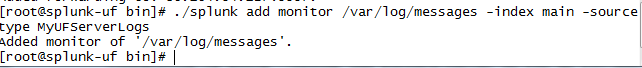 [root@splunk-uf bin]# ./splunk add monitor /var/log/messages -index main -source
type MyUFServerLogs
Added monitor of '/var/log/messages'.
[root@splunk-uf bin]#